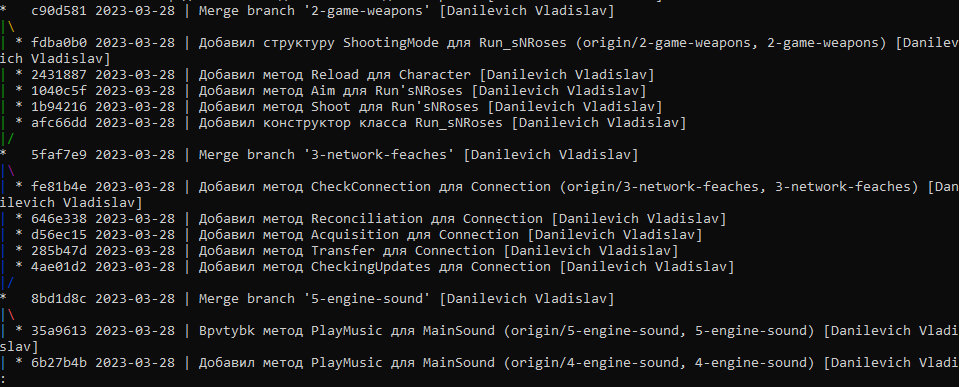 *   c90d581 2023-03-28 | Merge branch '2-game-weapons' [Danilevich Vladislav]
|\
| * fdba0b0 2023-03-28 | Добавил структуру ShootingMode для Run_sNRoses (origin/2-game-weapons, 2-game-weapons) [Danilev
ich Vladislav]
| * 2431887 2023-03-28 | Добавил метод Reload для Character [Danilevich Vladislav]
| * 1040c5f 2023-03-28 | Добавил метод Aim для Run'sNRoses [Danilevich Vladislav]
| * 1b94216 2023-03-28 | Добавил метод Shoot для Run'sNRoses [Danilevich Vladislav]
| * afc66dd 2023-03-28 | Добавил конструктор класса Run_sNRoses [Danilevich Vladislav]
|/
*   5faf7e9 2023-03-28 | Merge branch '3-network-feaches' [Danilevich Vladislav]
|\
| * fe81b4e 2023-03-28 | Добавил метод CheckConnection для Connection (origin/3-network-feaches, 3-network-feaches) [Dan
ilevich Vladislav]
| * 646e338 2023-03-28 | Добавил метод Reconciliation для Connection [Danilevich Vladislav]
| * d56ec15 2023-03-28 | Добавил метод Acquisition для Connection [Danilevich Vladislav]
| * 285b47d 2023-03-28 | Добавил метод Transfer для Connection [Danilevich Vladislav]
| * 4ae01d2 2023-03-28 | Добавил метод CheckingUpdates для Connection [Danilevich Vladislav]
|/
*   8bd1d8c 2023-03-28 | Merge branch '5-engine-sound' [Danilevich Vladislav]
|\
| * 35a9613 2023-03-28 | Bpvtybk метод PlayMusic для MainSound (origin/5-engine-sound, 5-engine-sound) [Danilevich Vladi
slav]
| * 6b27b4b 2023-03-28 | Добавил метод PlayMusic для MainSound (origin/4-engine-sound, 4-engine-sound) [Danilevich Vladislav]
: